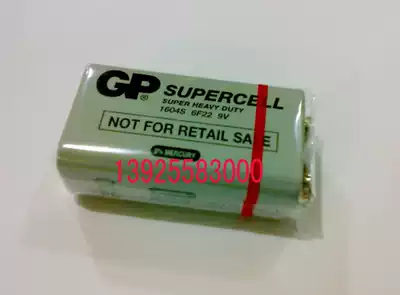 GP® SUPERCELL
SUPER HEAVY DUTY
1604S 6F22 9V
NOT FOR RETAIL SALE
0% MERCURY
13925583000